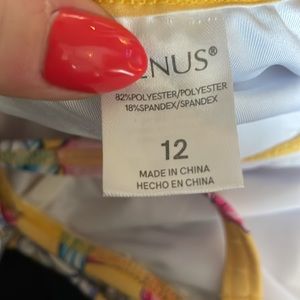 ENUS®
82%POLYESTER/POLYESTER
18%SPANDEX/SPANDEX
12
MADE IN CHINA
HECHO EN CHINA